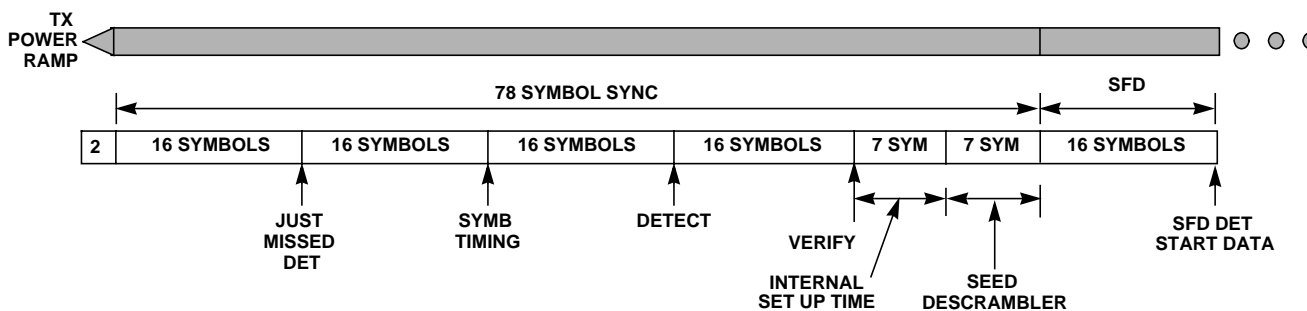 TX
POWER
RAMP
78 SYMBOL SYNC
SFD
2
16 SYMBOLS
16 SYMBOLS
16 SYMBOLS
16 SYMBOLS
7 SYM
7 SYM
16 SYMBOLS
JUST
MISSED
DET
SYMB
TIMING
DETECT
VERIFY
INTERNAL
SET UP TIME
SEED
DESCRAMBLER
SFD DET
START DATA